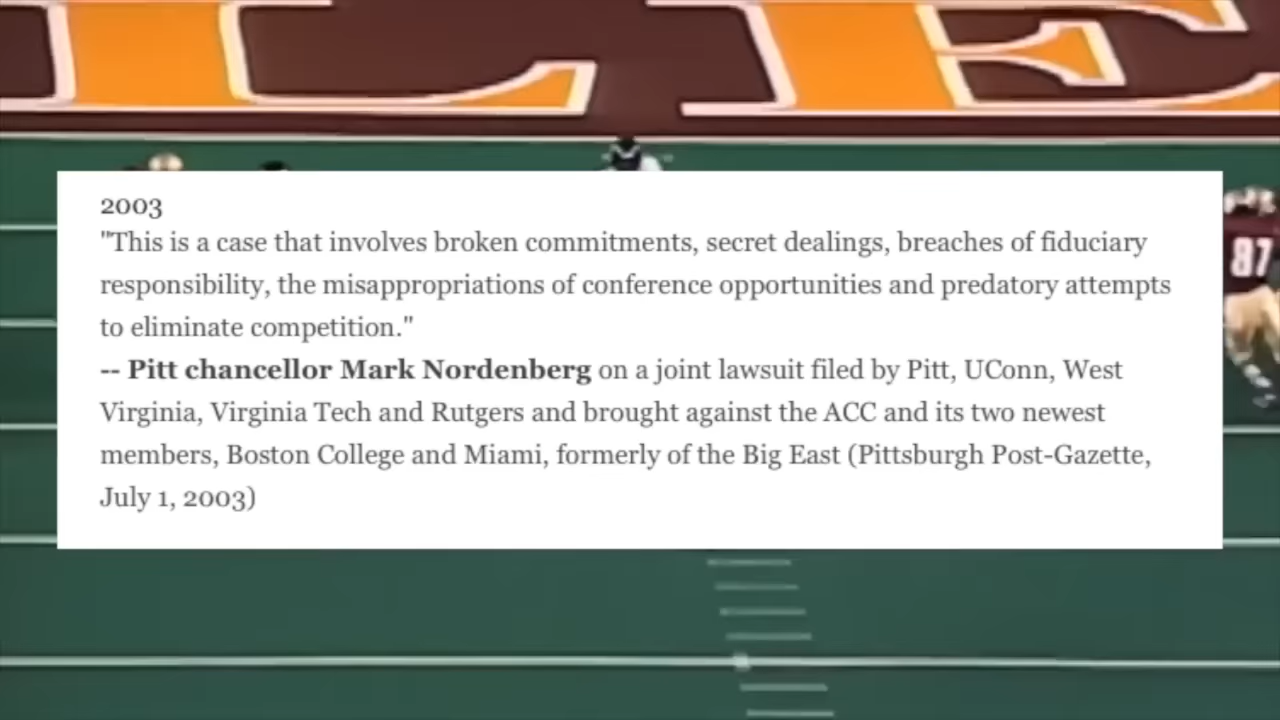 L E
87
2003
"This is a case that involves broken commitments, secret dealings, breaches of fiduciary
responsibility, the misappropriations of conference opportunities and predatory attempts
to eliminate competition."
-- Pitt chancellor Mark Nordenberg on a joint lawsuit filed by Pitt, UConn, West
Virginia, Virginia Tech and Rutgers and brought against the ACC and its two newest
members, Boston College and Miami, formerly of the Big East (Pittsburgh Post-Gazette,
July 1, 2003)